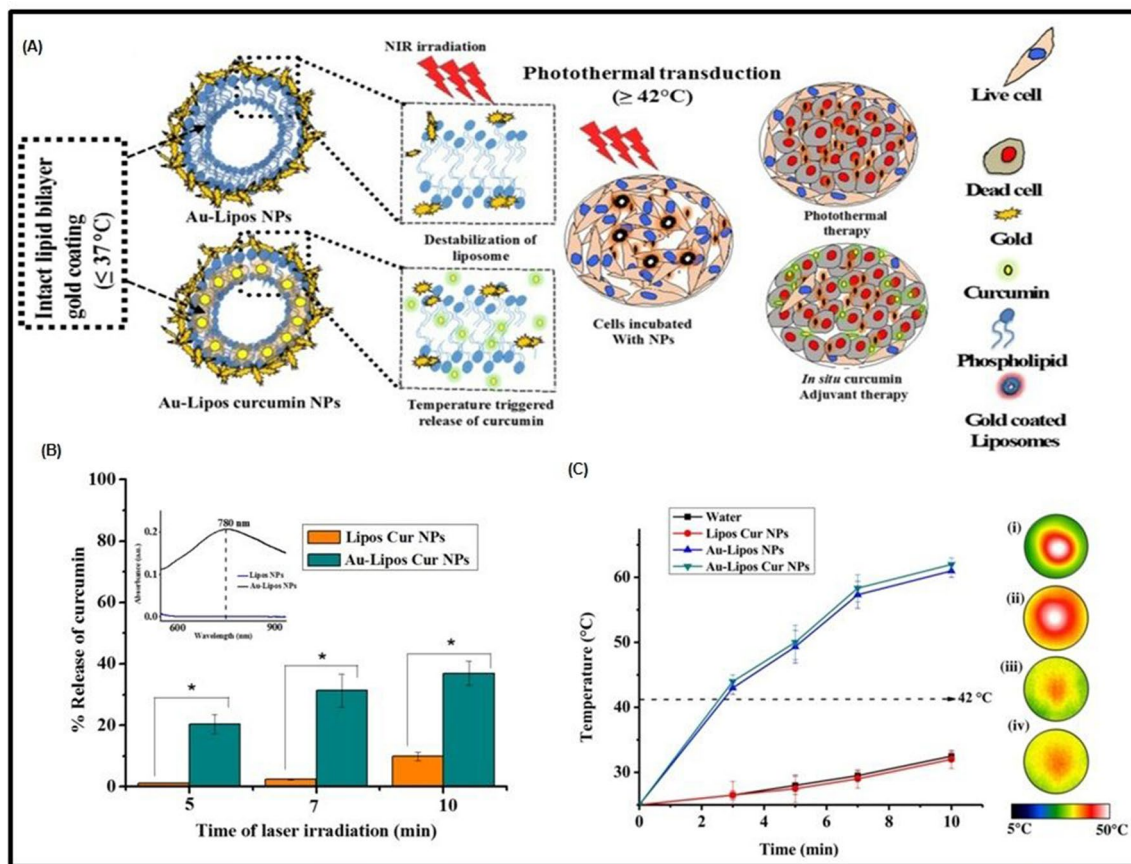 (A)
NIR irradiation
Photothermal transduction
(≥ 42°C)
Intact lipid bilayer
gold coating
(≤ 37°C)
Au-Lipos NPs
Au-Lipos curcumin NPs
Destabilization of
liposome
Temperature triggered
release of curcumin
Cells incubated
With NPs
Photothermal
therapy
In situ curcumin
Adjuvant therapy
Live cell
Dead cell
Gold
Curcumin
Phospholipid
Gold coated
Liposomes
(B)
% Release of curcumin
100
80
60
40
20
0
5
7
10
Time of laser irradiation (min)
780 nm
Absorbance (a.u.)
0.2
0.1
0.0
600
900
Wavelength (nm)
Lipos NPs
Au-Lipos NPs
Lipos Cur NPs
Au-Lipos Cur NPs
*
*
*
(C)
Water
Lipos Cur NPs
Au-Lipos NPs
Au-Lipos Cur NPs
Temperature (°C)
60
50
40
30
42 °C
0
2
4
6
8
10
Time (min)
(i)
(ii)
(iii)
(iv)
5°C
50°C